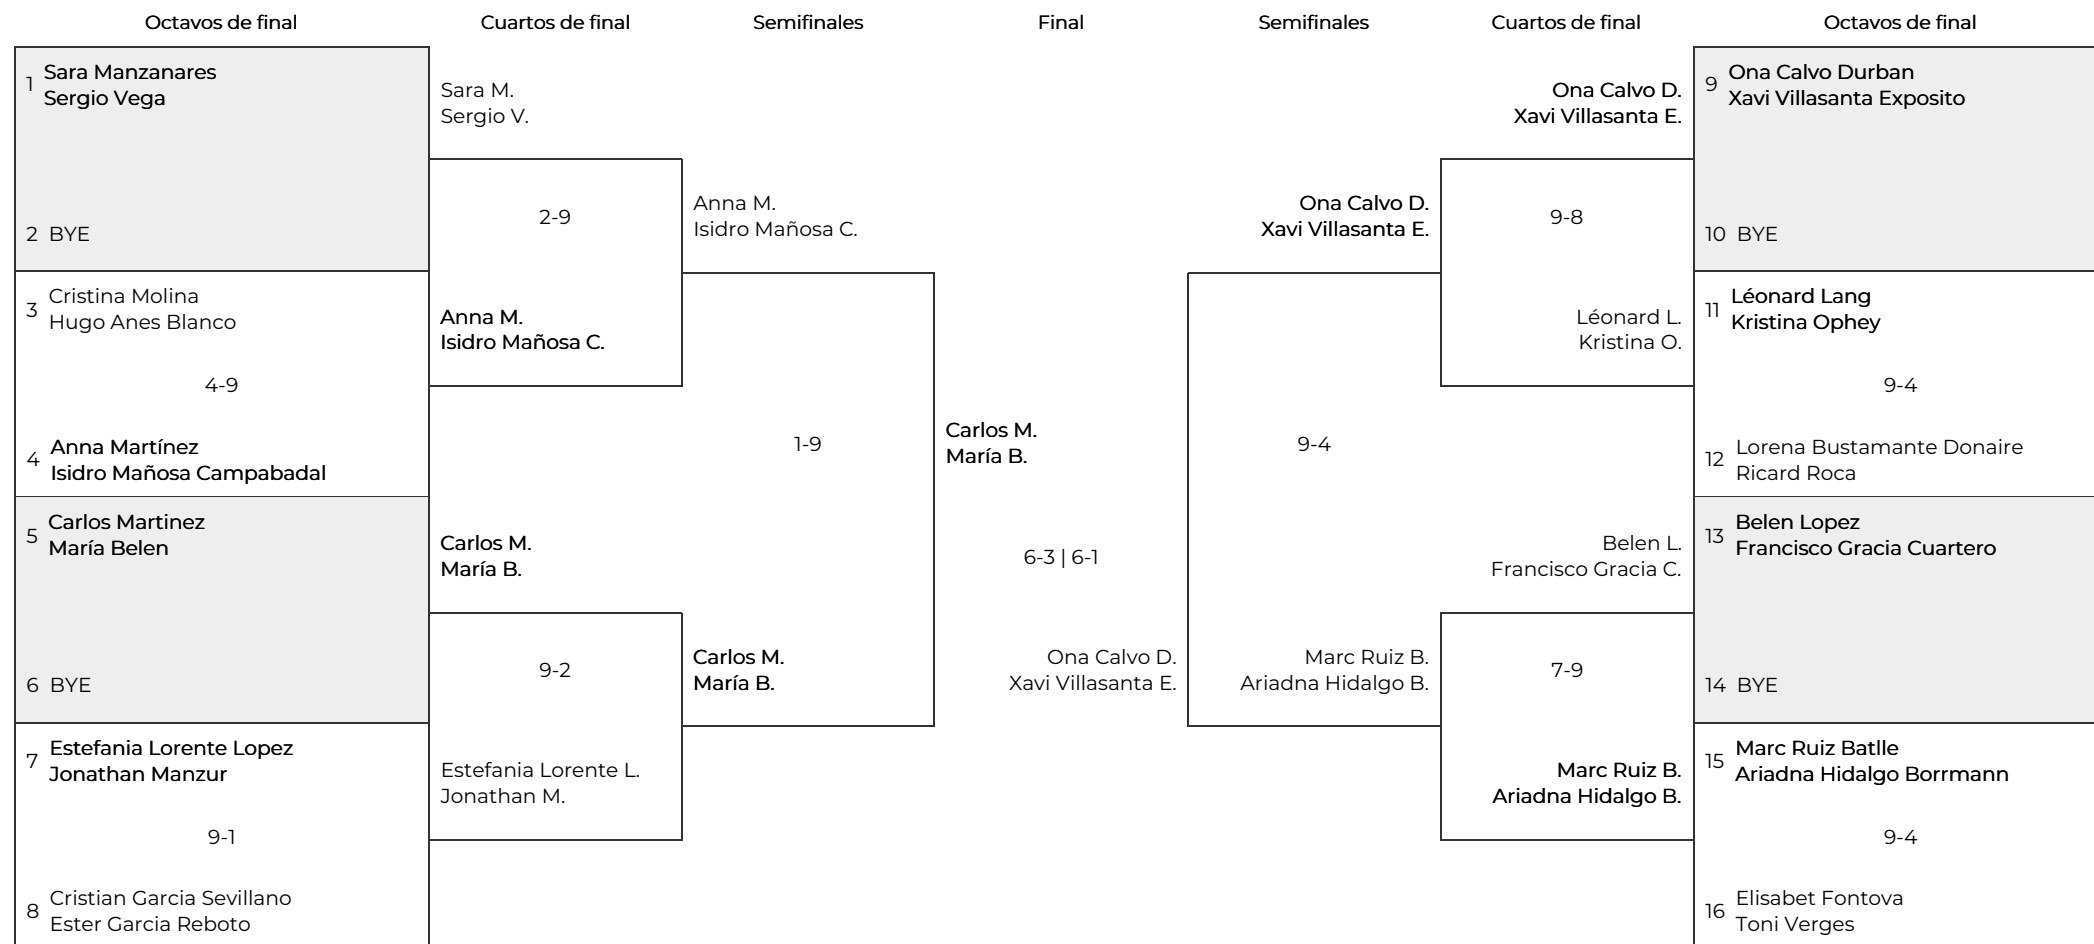 Octavos de final
Cuartos de final
Semifinales
Final
Semifinales
Cuartos de final
Octavos de final
1
Sara Manzanares
Sergio Vega
2 BYE
3
Cristina Molina
Hugo Anes Blanco
4-9
4
Anna Martínez
Isidro Mañosa Campabadal
5
Carlos Martinez
María Belen
6 BYE
7
Estefania Lorente Lopez
Jonathan Manzur
9-1
8
Cristian Garcia Sevillano
Ester Garcia Reboto
Sara M.
Sergio V.
2-9
Anna M.
Isidro Mañosa C.
Carlos M.
María B.
9-2
Estefania Lorente L.
Jonathan M.
Anna M.
Isidro Mañosa C.
1-9
Carlos M.
María B.
Carlos M.
María B.
6-3 | 6-1
Ona Calvo D.
Xavi Villasanta E.
Ona Calvo D.
Xavi Villasanta E.
9-4
Marc Ruiz B.
Ariadna Hidalgo B.
Ona Calvo D.
Xavi Villasanta E.
9-8
Léonard L.
Kristina O.
Belen L.
Francisco Gracia C.
7-9
Marc Ruiz B.
Ariadna Hidalgo B.
9
Ona Calvo Durban
Xavi Villasanta Exposito
10 BYE
11
Léonard Lang
Kristina Ophey
9-4
12
Lorena Bustamante Donaire
Ricard Roca
13
Belen Lopez
Francisco Gracia Cuartero
14 BYE
15
Marc Ruiz Batlle
Ariadna Hidalgo Borrmann
9-4
16
Elisabet Fontova
Toni Verges